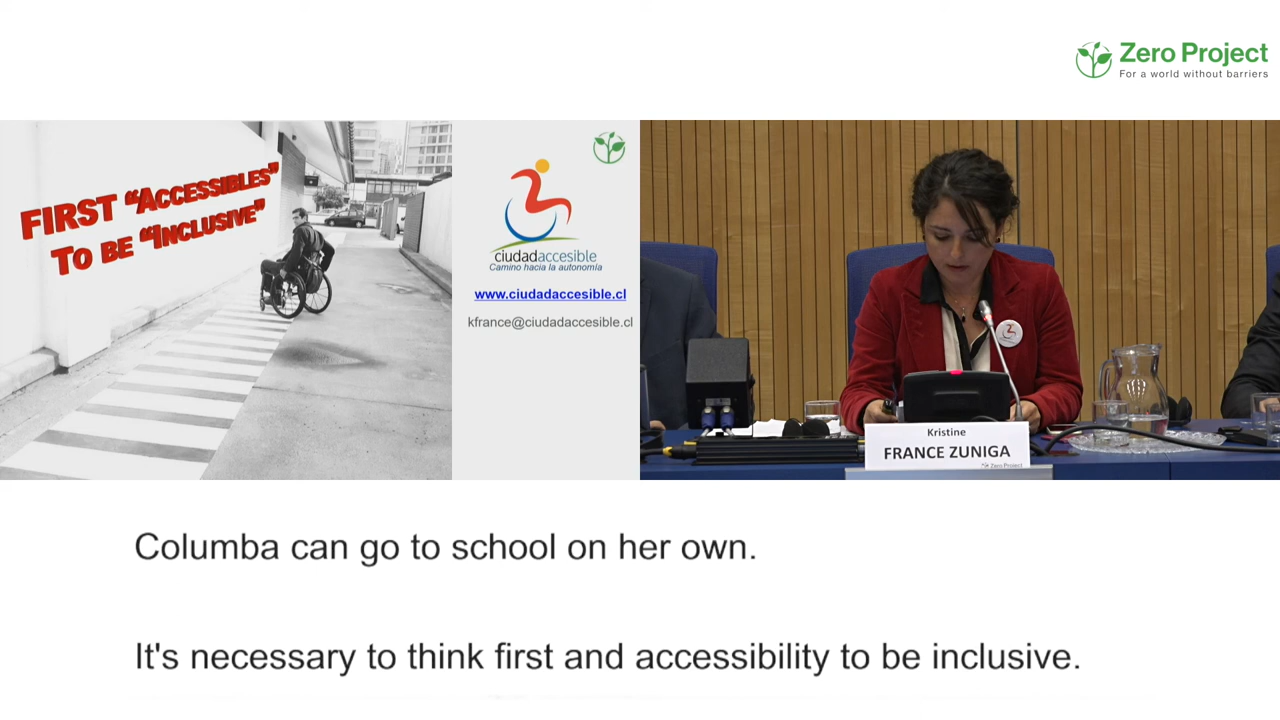 Zero Project
For a world without barriers
FIRST “ACCESSIBLES”
TO BE “INCLUSIVE”
ciudadaccesible
Camino hacia la autonomía
www.ciudadaccesible.cl
kfrance@ciudadaccesible.cl
Kristine
FRANCE ZUNIGA
Zero Project
Columba can go to school on her own.
It's necessary to think first and accessibility to be inclusive.